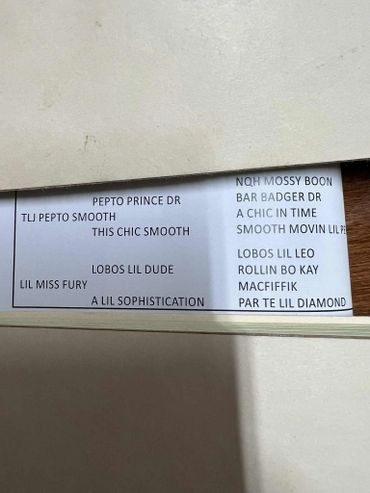 NQH MOSSY BOON
PEPTO PRINCE DR BAR BADGER DR
TLJ PEPTO SMOOTH A CHIC IN TIME
THIS CHIC SMOOTH SMOOTH MOVIN LIL
LOBOS LIL LEO
LOBOS LIL DUDE ROLLIN BO KAY
LIL MISS FURY MACFIFFIK
A LIL SOPHISTICATION PAR TE LIL DIAMOND